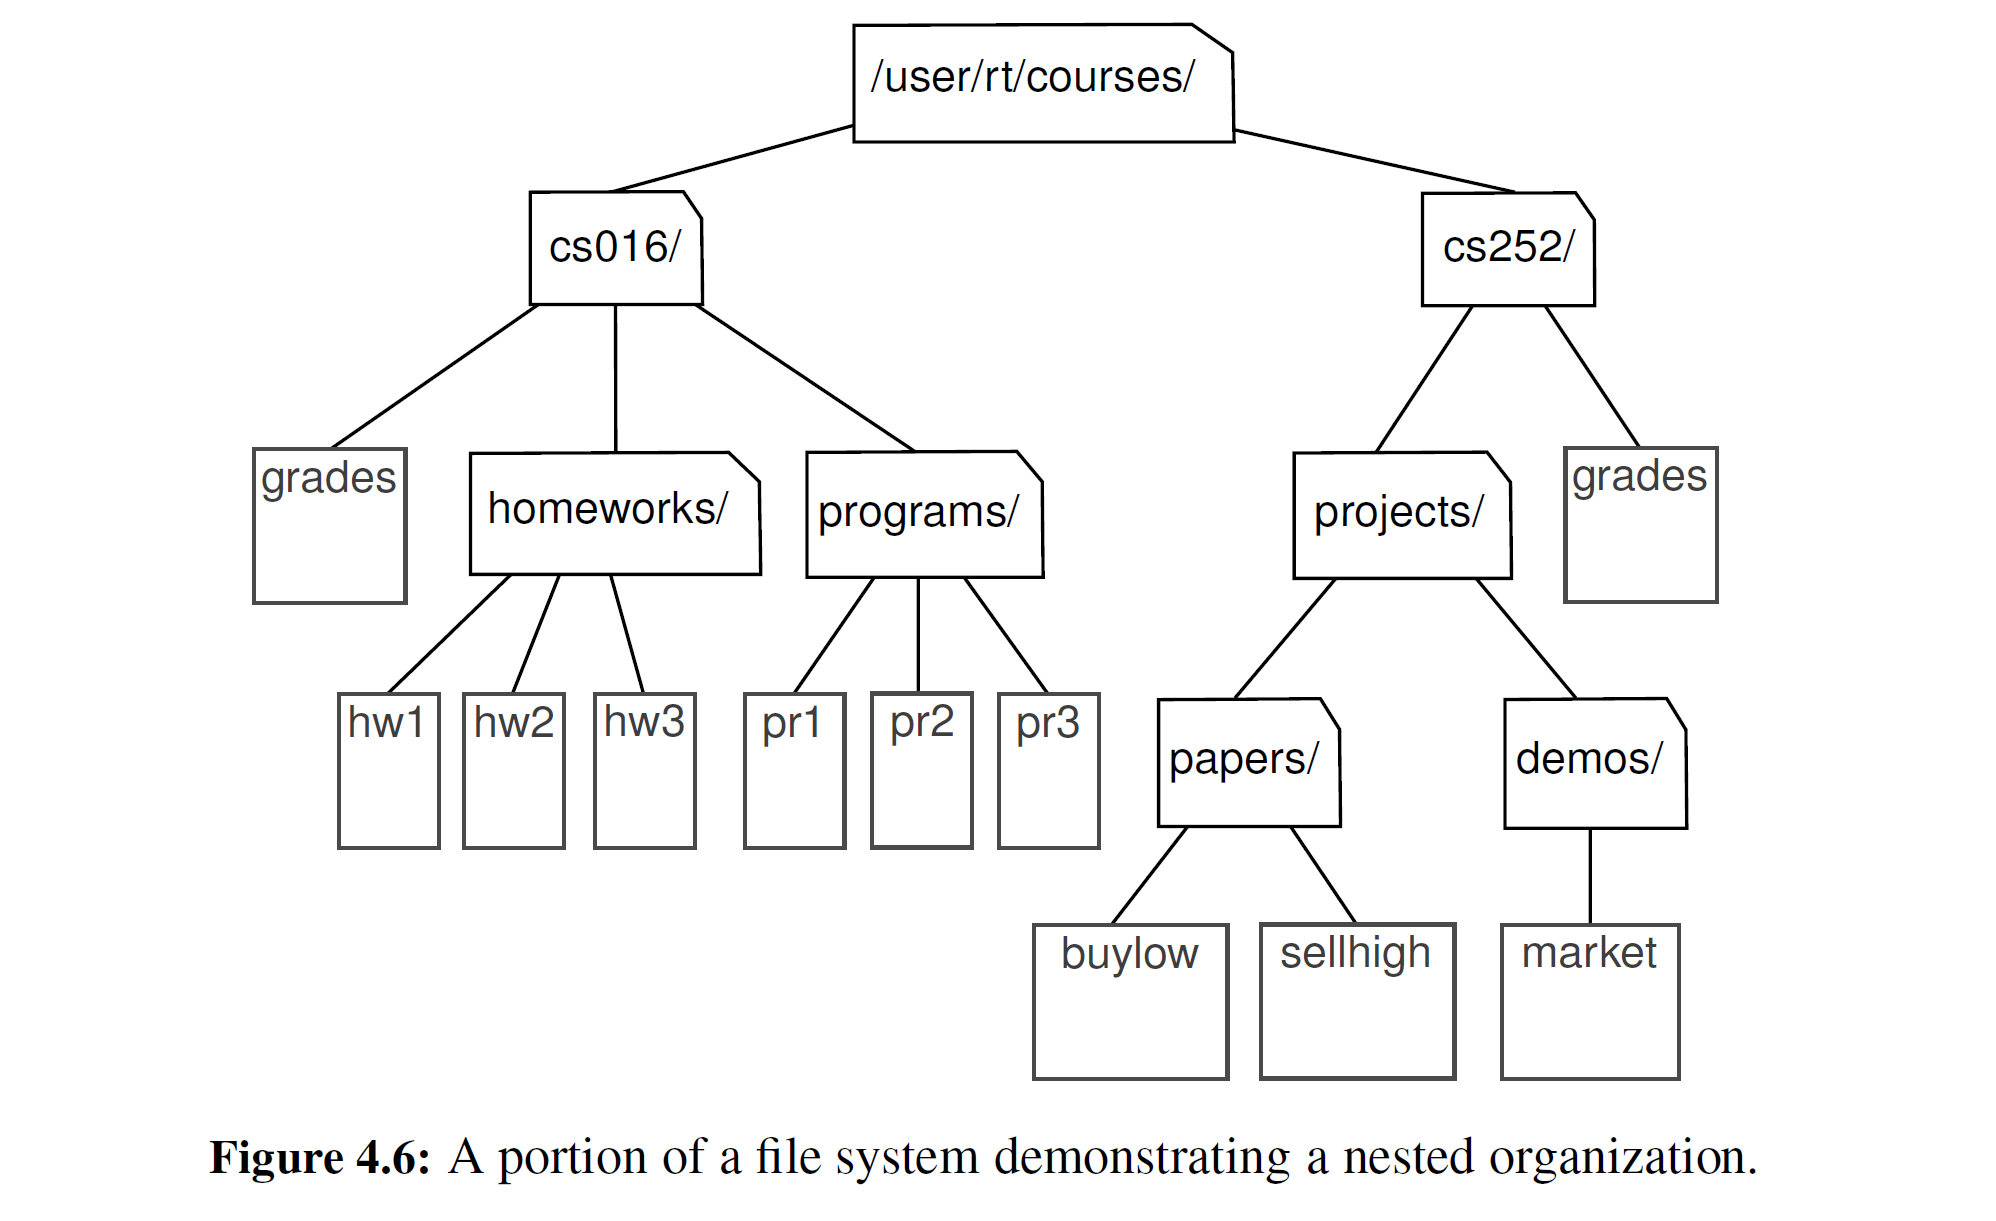 /user/rt/courses/
cs016/
cs252/
grades
homeworks/
programs/
projects/
grades
hw1
hw2
hw3
pr1
pr2
pr3
papers/
demos/
buylow
sellhigh
market
Figure 4.6: A portion of a file system demonstrating a nested organization.